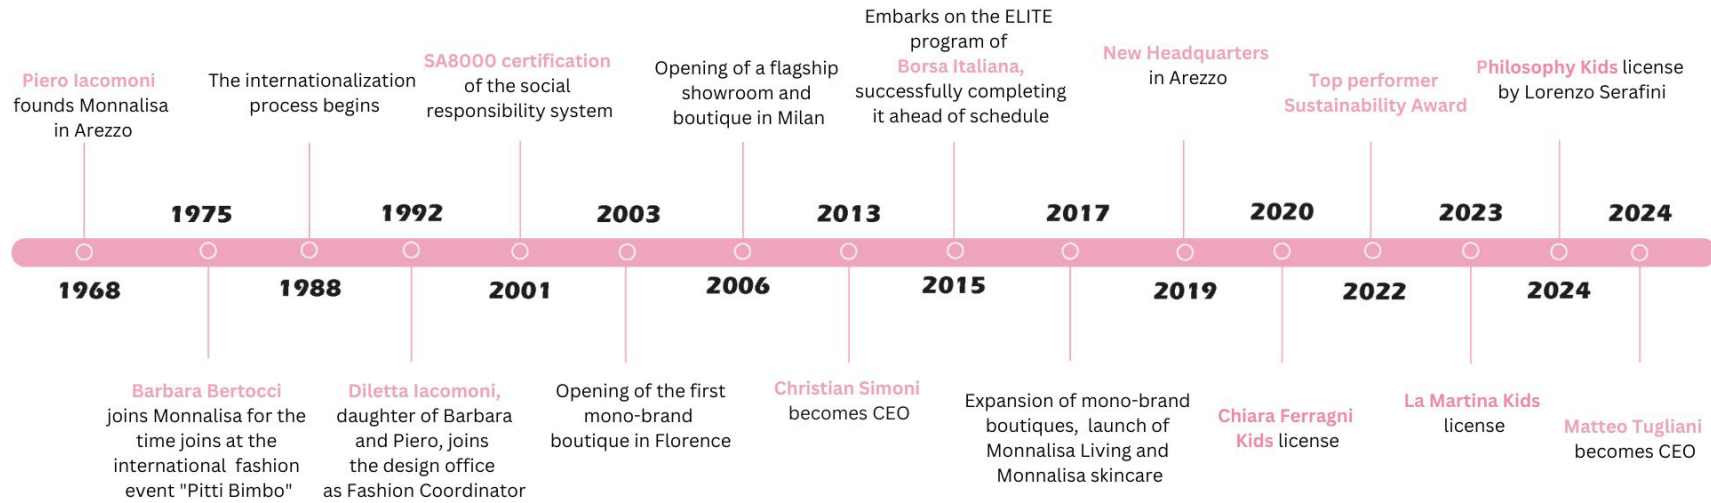 Piero Iacomoni
founds Monnalisa
in Arezzo
1968
1975
Barbara Bertocci
joins Monnalisa for the
time joins at the
international fashion
event "Pitti Bimbo"
The internationalization
process begins
1988
1992
Diletta Iacomoni,
daughter of Barbara
and Piero, joins
the design office
as Fashion Coordinator
SA8000 certification
of the social
responsibility system
2001
2003
Opening of the first
mono-brand
boutique in Florence
Opening of a flagship
showroom and
boutique in Milan
2006
2013
Christian Simoni
becomes CEO
Embarks on the ELITE
program of
Borsa Italiana,
successfully completing
it ahead of schedule
2015
2017
Expansion of mono-brand
boutiques, launch of
Monnalisa Living and
Monnalisa skincare
New Headquarters
in Arezzo
2019
2020
Chiara Ferragni
Kids license
Top performer
Sustainability Award
2022
2023
La Martina Kids
license
Philosophy Kids license
by Lorenzo Serafini
2024
2024
Matteo Tugliani
becomes CEO